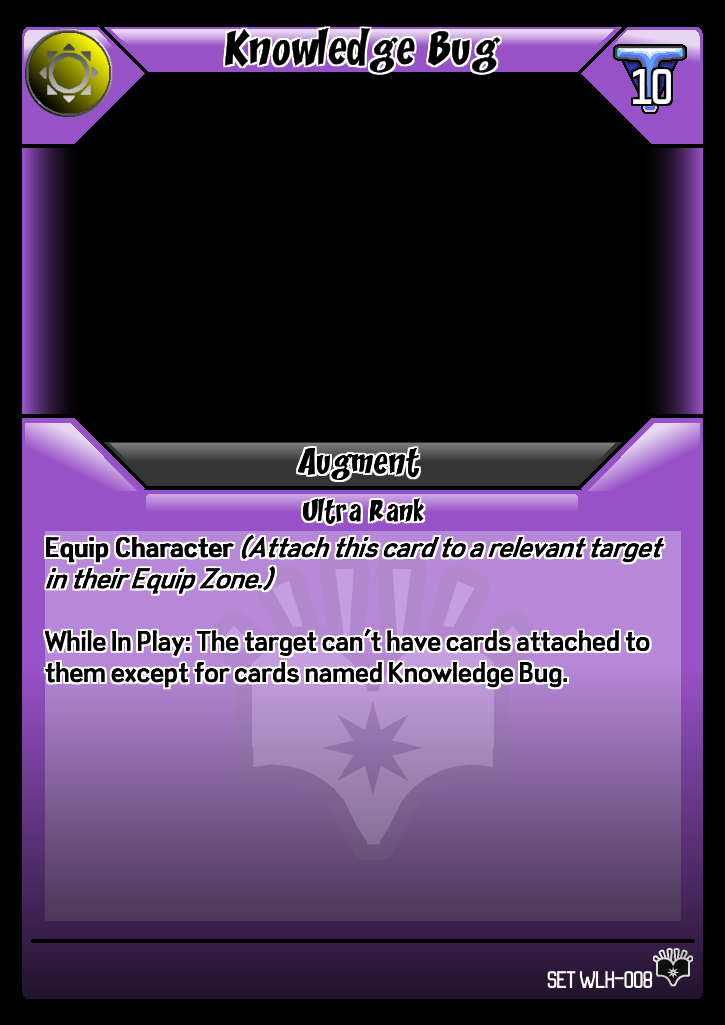 Knowledge Bug
10
Augment
Ultra Rank
Equip Character (Attach this card to a relevant target
in their Equip Zone.)
While In Play: The target can't have cards attached to
them except for cards named Knowledge Bug.
SET WLH-008